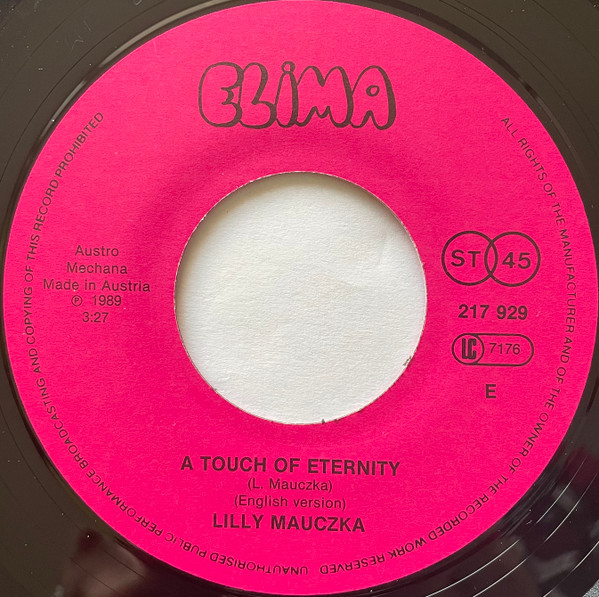 ELiMA
ALL RIGHTS OF THE MANUFACTURER AND OF THE OWNER OF THE RECORDED WORK RESERVED UNAUTHORISED PUBLIC PERFORMANCE BROADCASTING AND COPYING OF THIS RECORD PROHIBITED
Austro
Mechana
Made in Austria
℗ 1989
3:27
ST 45
217 929
LC 7176
E
A TOUCH OF ETERNITY
(L. Mauczka)
(English version)
LILLY MAUCZKA